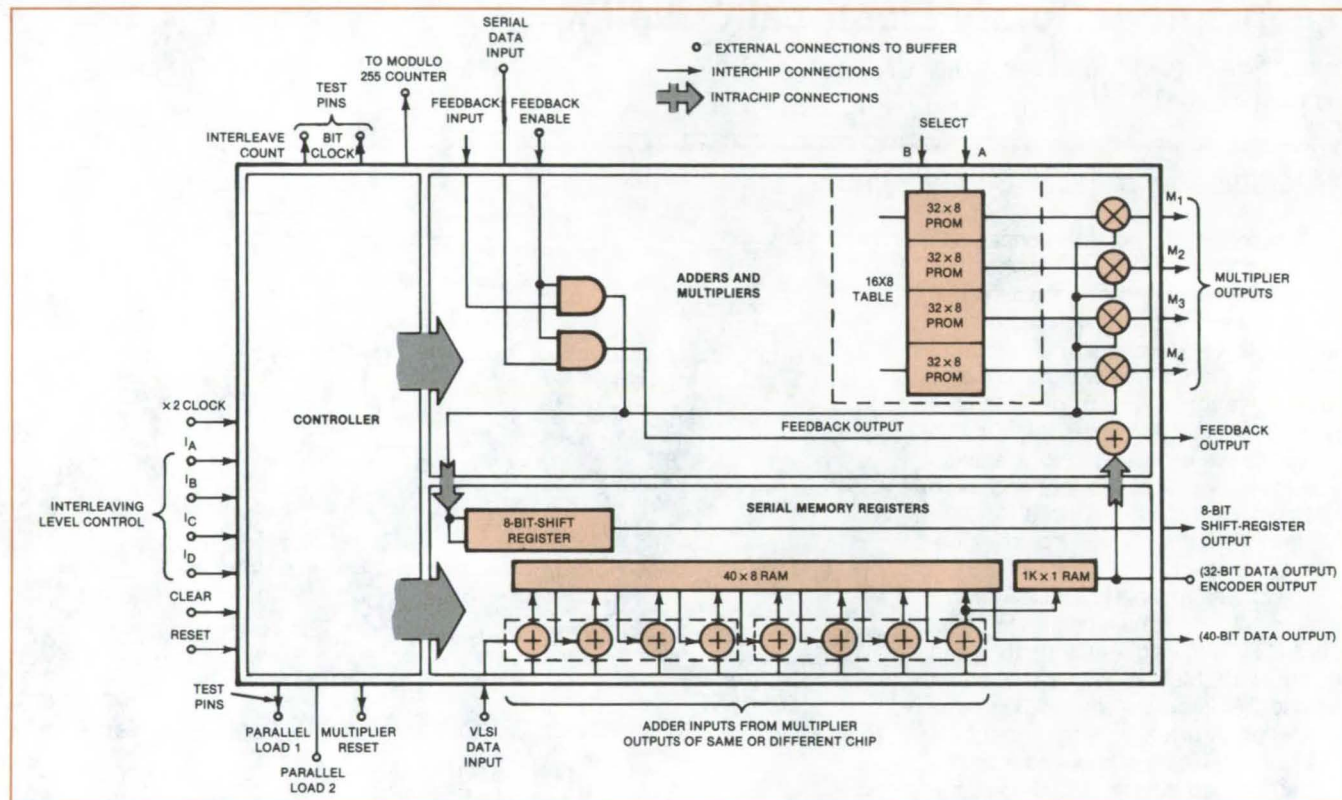 SERIAL
DATA
INPUT
EXTERNAL CONNECTIONS TO BUFFER
INTERCHIP CONNECTIONS
INTRACHIP CONNECTIONS
TO MODULO
255 COUNTER
TEST
PINS
FEEDBACK
INPUT
FEEDBACK
ENABLE
INTERLEAVE
COUNT
BIT
CLOCK
SELECT
B
A
32 × 8
PROM
32 × 8
PROM
32 × 8
PROM
32 × 8
PROM
16X8
TABLE
ADDERS AND
MULTIPLIERS
M1
M2
M3
M4
MULTIPLIER
OUTPUTS
CONTROLLER
× 2 CLOCK
IA
IB
IC
ID
INTERLEAVING
LEVEL CONTROL
CLEAR
RESET
FEEDBACK OUTPUT
FEEDBACK
OUTPUT
SERIAL MEMORY REGISTERS
8-BIT-SHIFT
REGISTER
8-BIT
SHIFT-REGISTER
OUTPUT
40 × 8 RAM
1K × 1 RAM
(32-BIT DATA OUTPUT)
ENCODER OUTPUT
(40-BIT DATA OUTPUT)
TEST
PINS
PARALLEL
LOAD 1
MULTIPLIER
RESET
PARALLEL
LOAD 2
VLSI
DATA
INPUT
ADDER INPUTS FROM MULTIPLIER
OUTPUTS OF SAME OR DIFFERENT CHIP